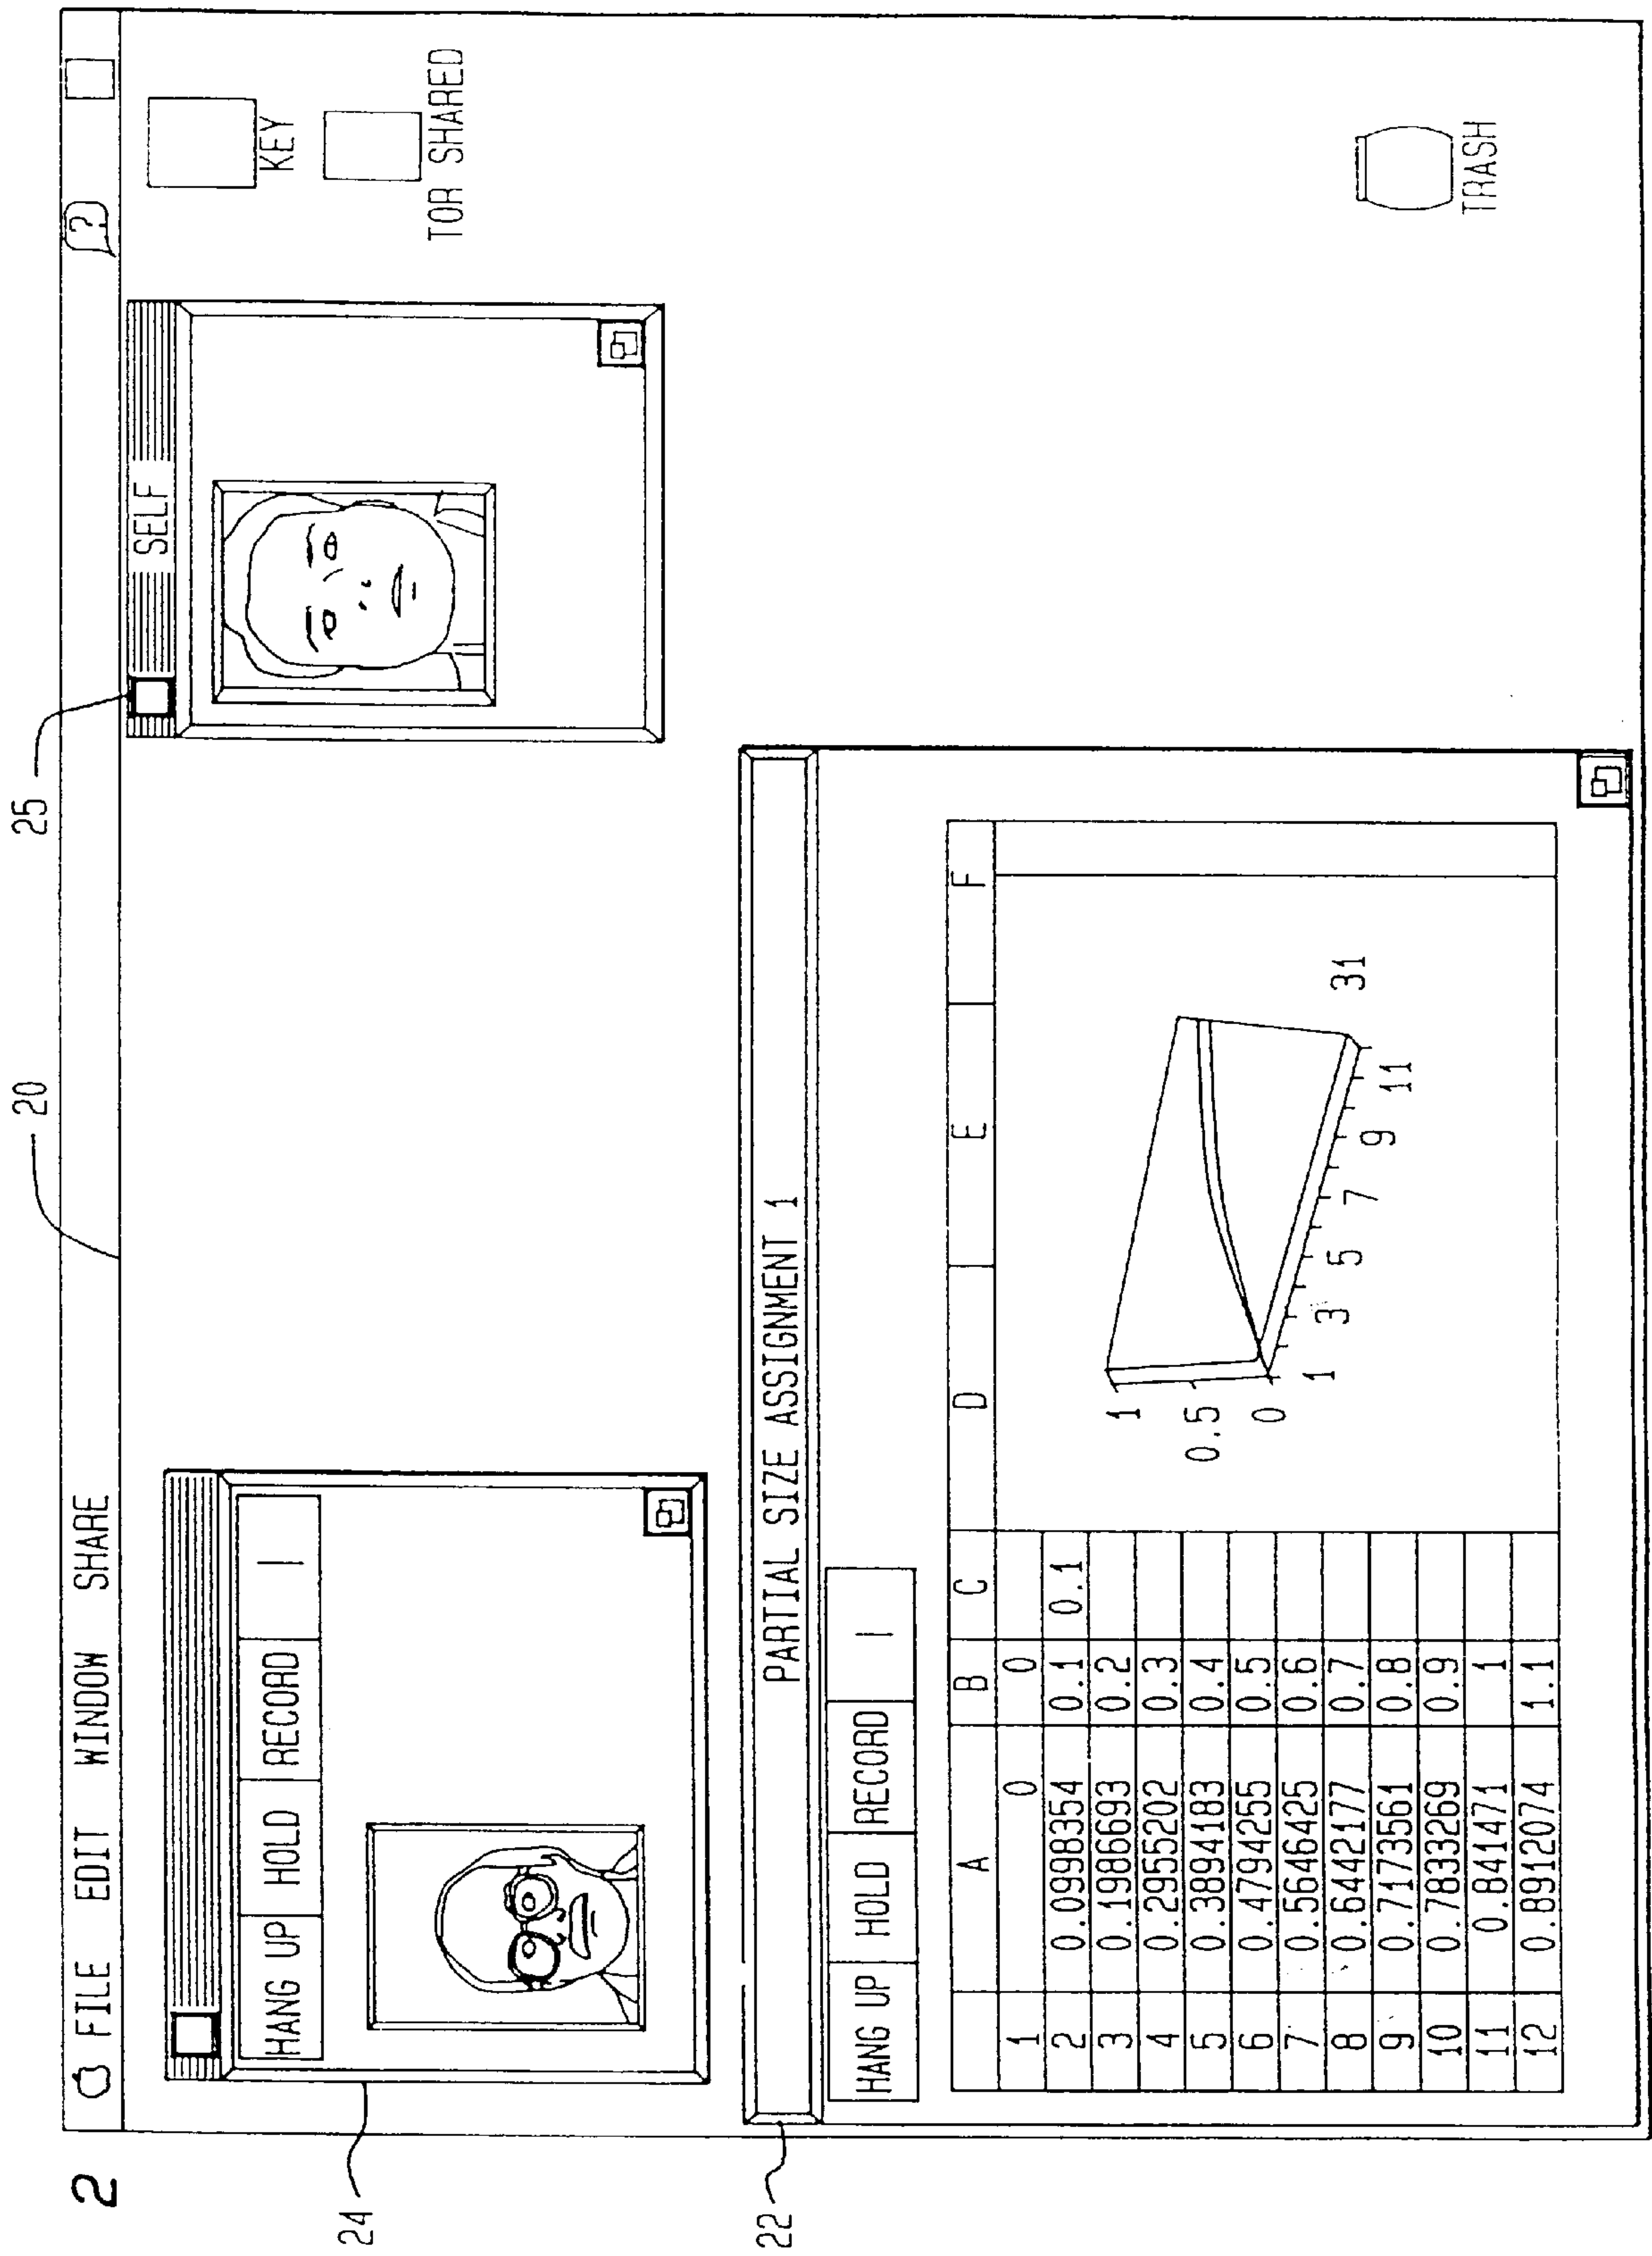 2
20
25
FILE EDIT WINDOW SHARE
?
KEY
TOR SHARED
SELF
24
HANG UP HOLD RECORD |
22
PARTIAL SIZE ASSIGNMENT 1
HANG UP HOLD RECORD |
A B C D E F
1 0 0
2 0.0998354 0.1 0.1
3 0.1986693 0.2
4 0.2955202 0.3
5 0.3894183 0.4
6 0.4794255 0.5
7 0.5646425 0.6
8 0.6442177 0.7
9 0.7173561 0.8
10 0.7833269 0.9
11 0.841471 1
12 0.8912074 1.1
1
0.5
0
1 3 5 7 9 11
31
TRASH